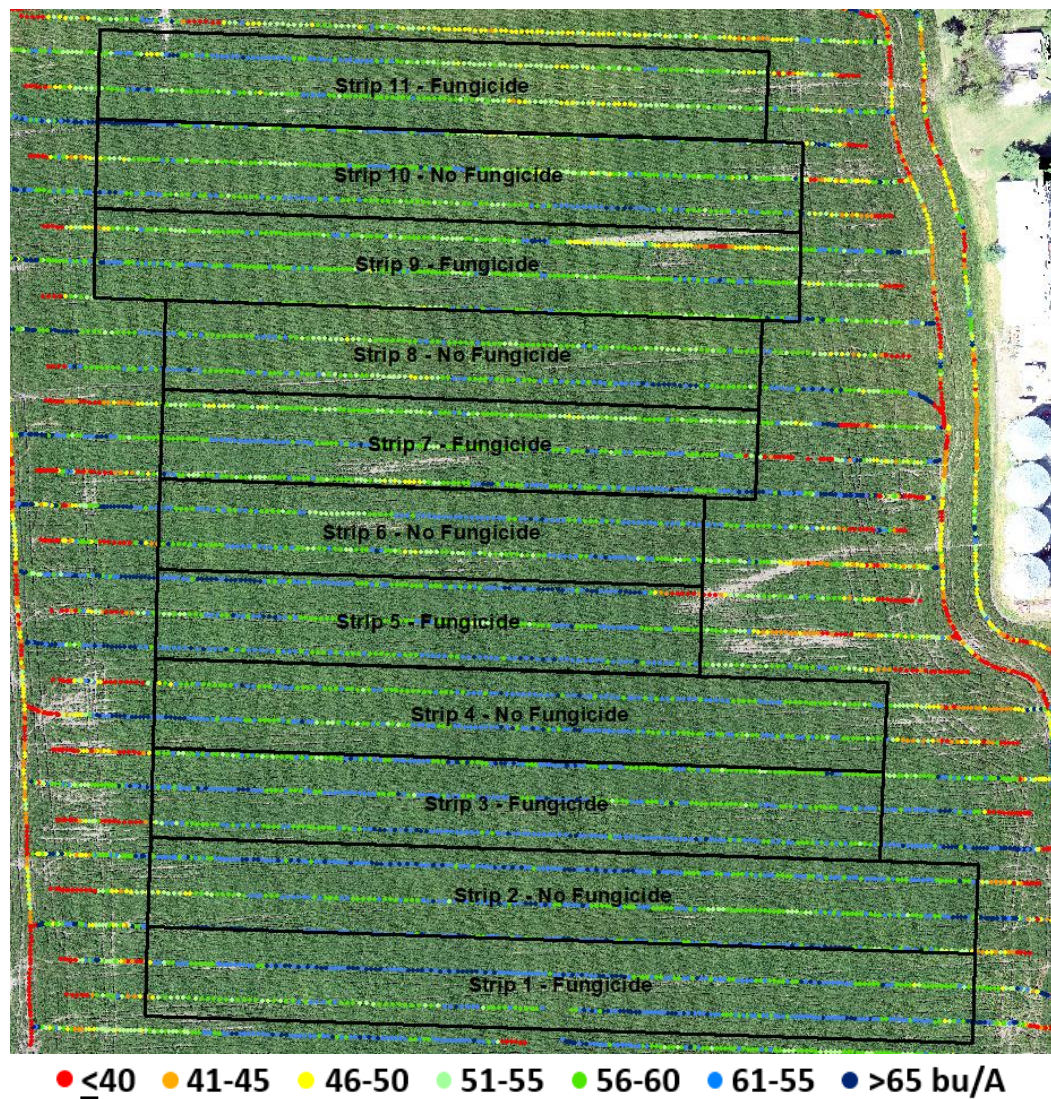 Strip 11 - Fungicide
Strip 10 - No Fungicide
Strip 9 - Fungicide
Strip 8 - No Fungicide
Strip 7 - Fungicide
Strip 6 - No Fungicide
Strip 5 - Fungicide
Strip 4 - No Fungicide
Strip 3 - Fungicide
Strip 2 - No Fungicide
Strip 1 - Fungicide
≤40 41-45 46-50 51-55 56-60 61-55 >65 bu/A